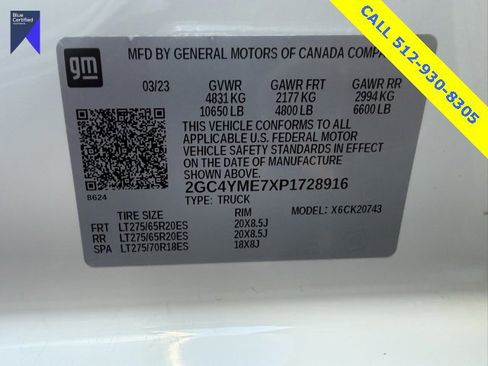 Blue
Certified
CALL 512-930-8305
gm
MFD BY GENERAL MOTORS OF CANADA COMPA
03/23 GVWR GAWR FRT GAWR RR
4831 KG 2177 KG 2994 KG
10650 LB 4800 LB 6600 LB
THIS VEHICLE CONFORMS TO ALL
APPLICABLE U.S. FEDERAL MOTOR
VEHICLE SAFETY STANDARDS IN EFFECT
ON THE DATE OF MANUFACTURE
SHOWN ABOVE.
2GC4YME7XP1728916
8624
TYPE: TRUCK
TIRE SIZE RIM MODEL: X6CK20743
FRT LT275/65R20ES 20X8.5J
RR LT275/65R20ES 20X8.5J
SPA LT275/70R18ES 18X8J